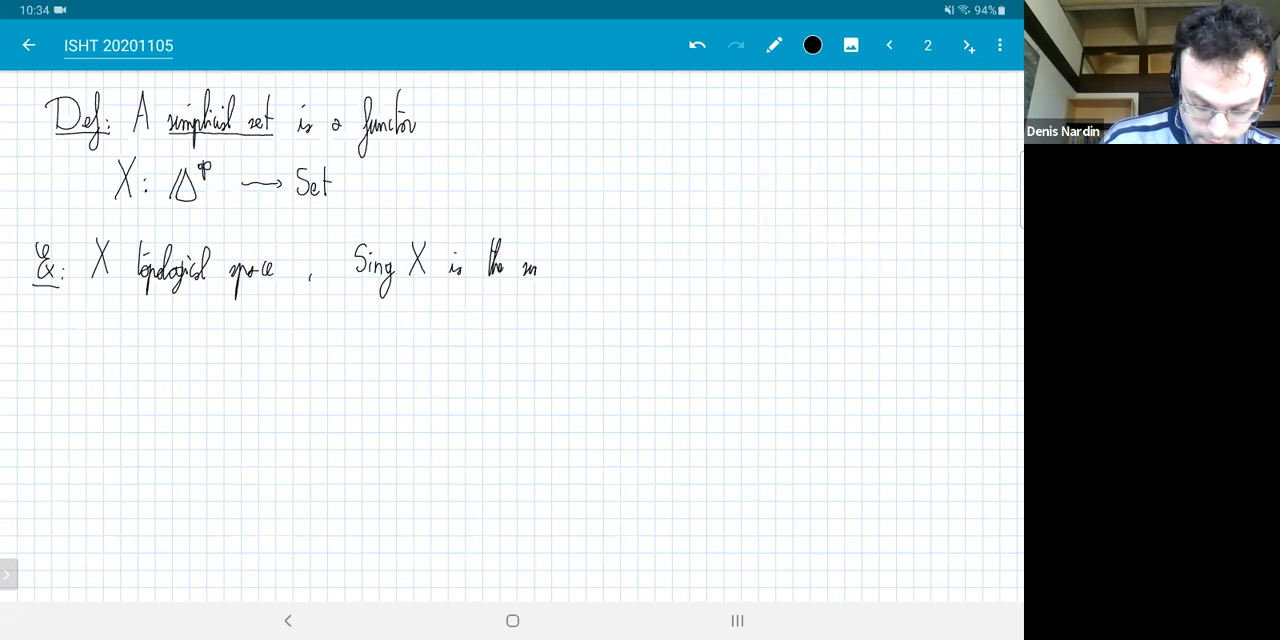 10:34 94%
ISHT 20201105 2
Def: A simplicial set is a functor
X: Δ^op → Set
Ex: X topological space, Sing X is the
Denis Nardin